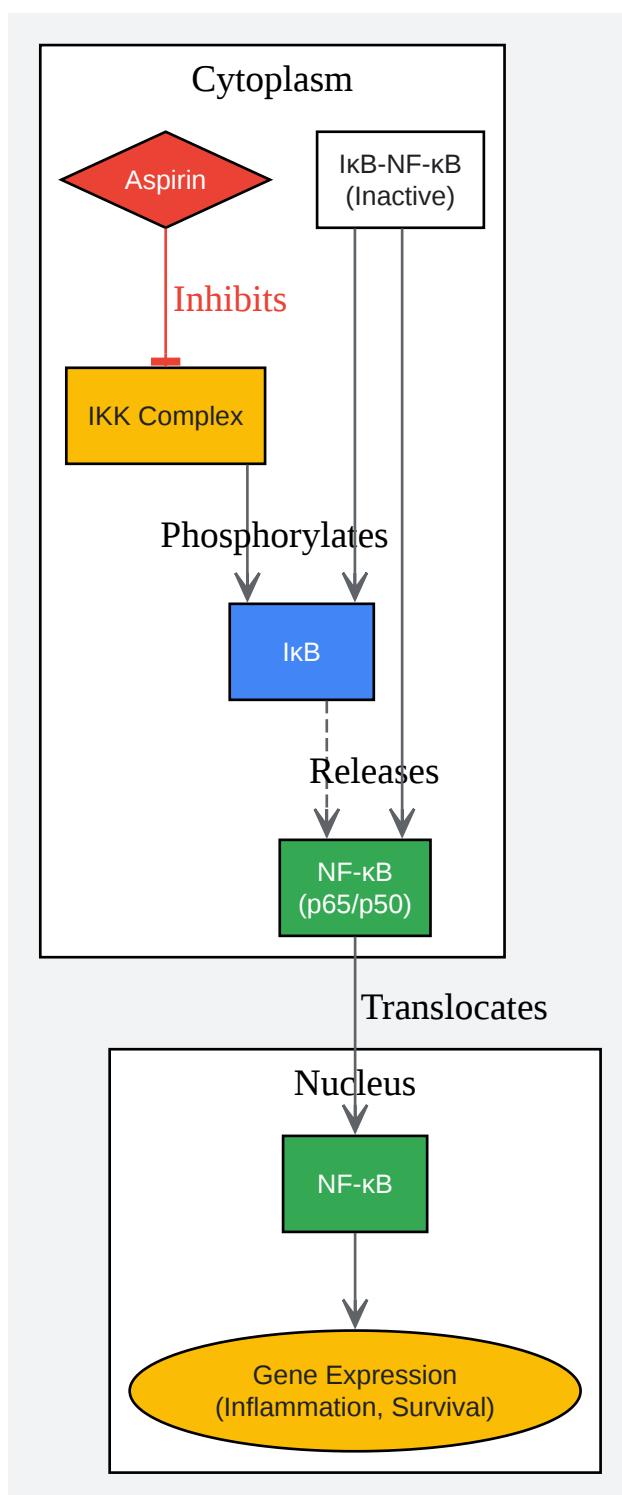 Cytoplasm
Aspirin
IκB-NF-κB
(Inactive)
Inhibits
IKK Complex
Phosphorylates
IκB
Releases
NF-κB
(p65/p50)
Translocates
Nucleus
NF-κB
Gene Expression
(Inflammation, Survival)